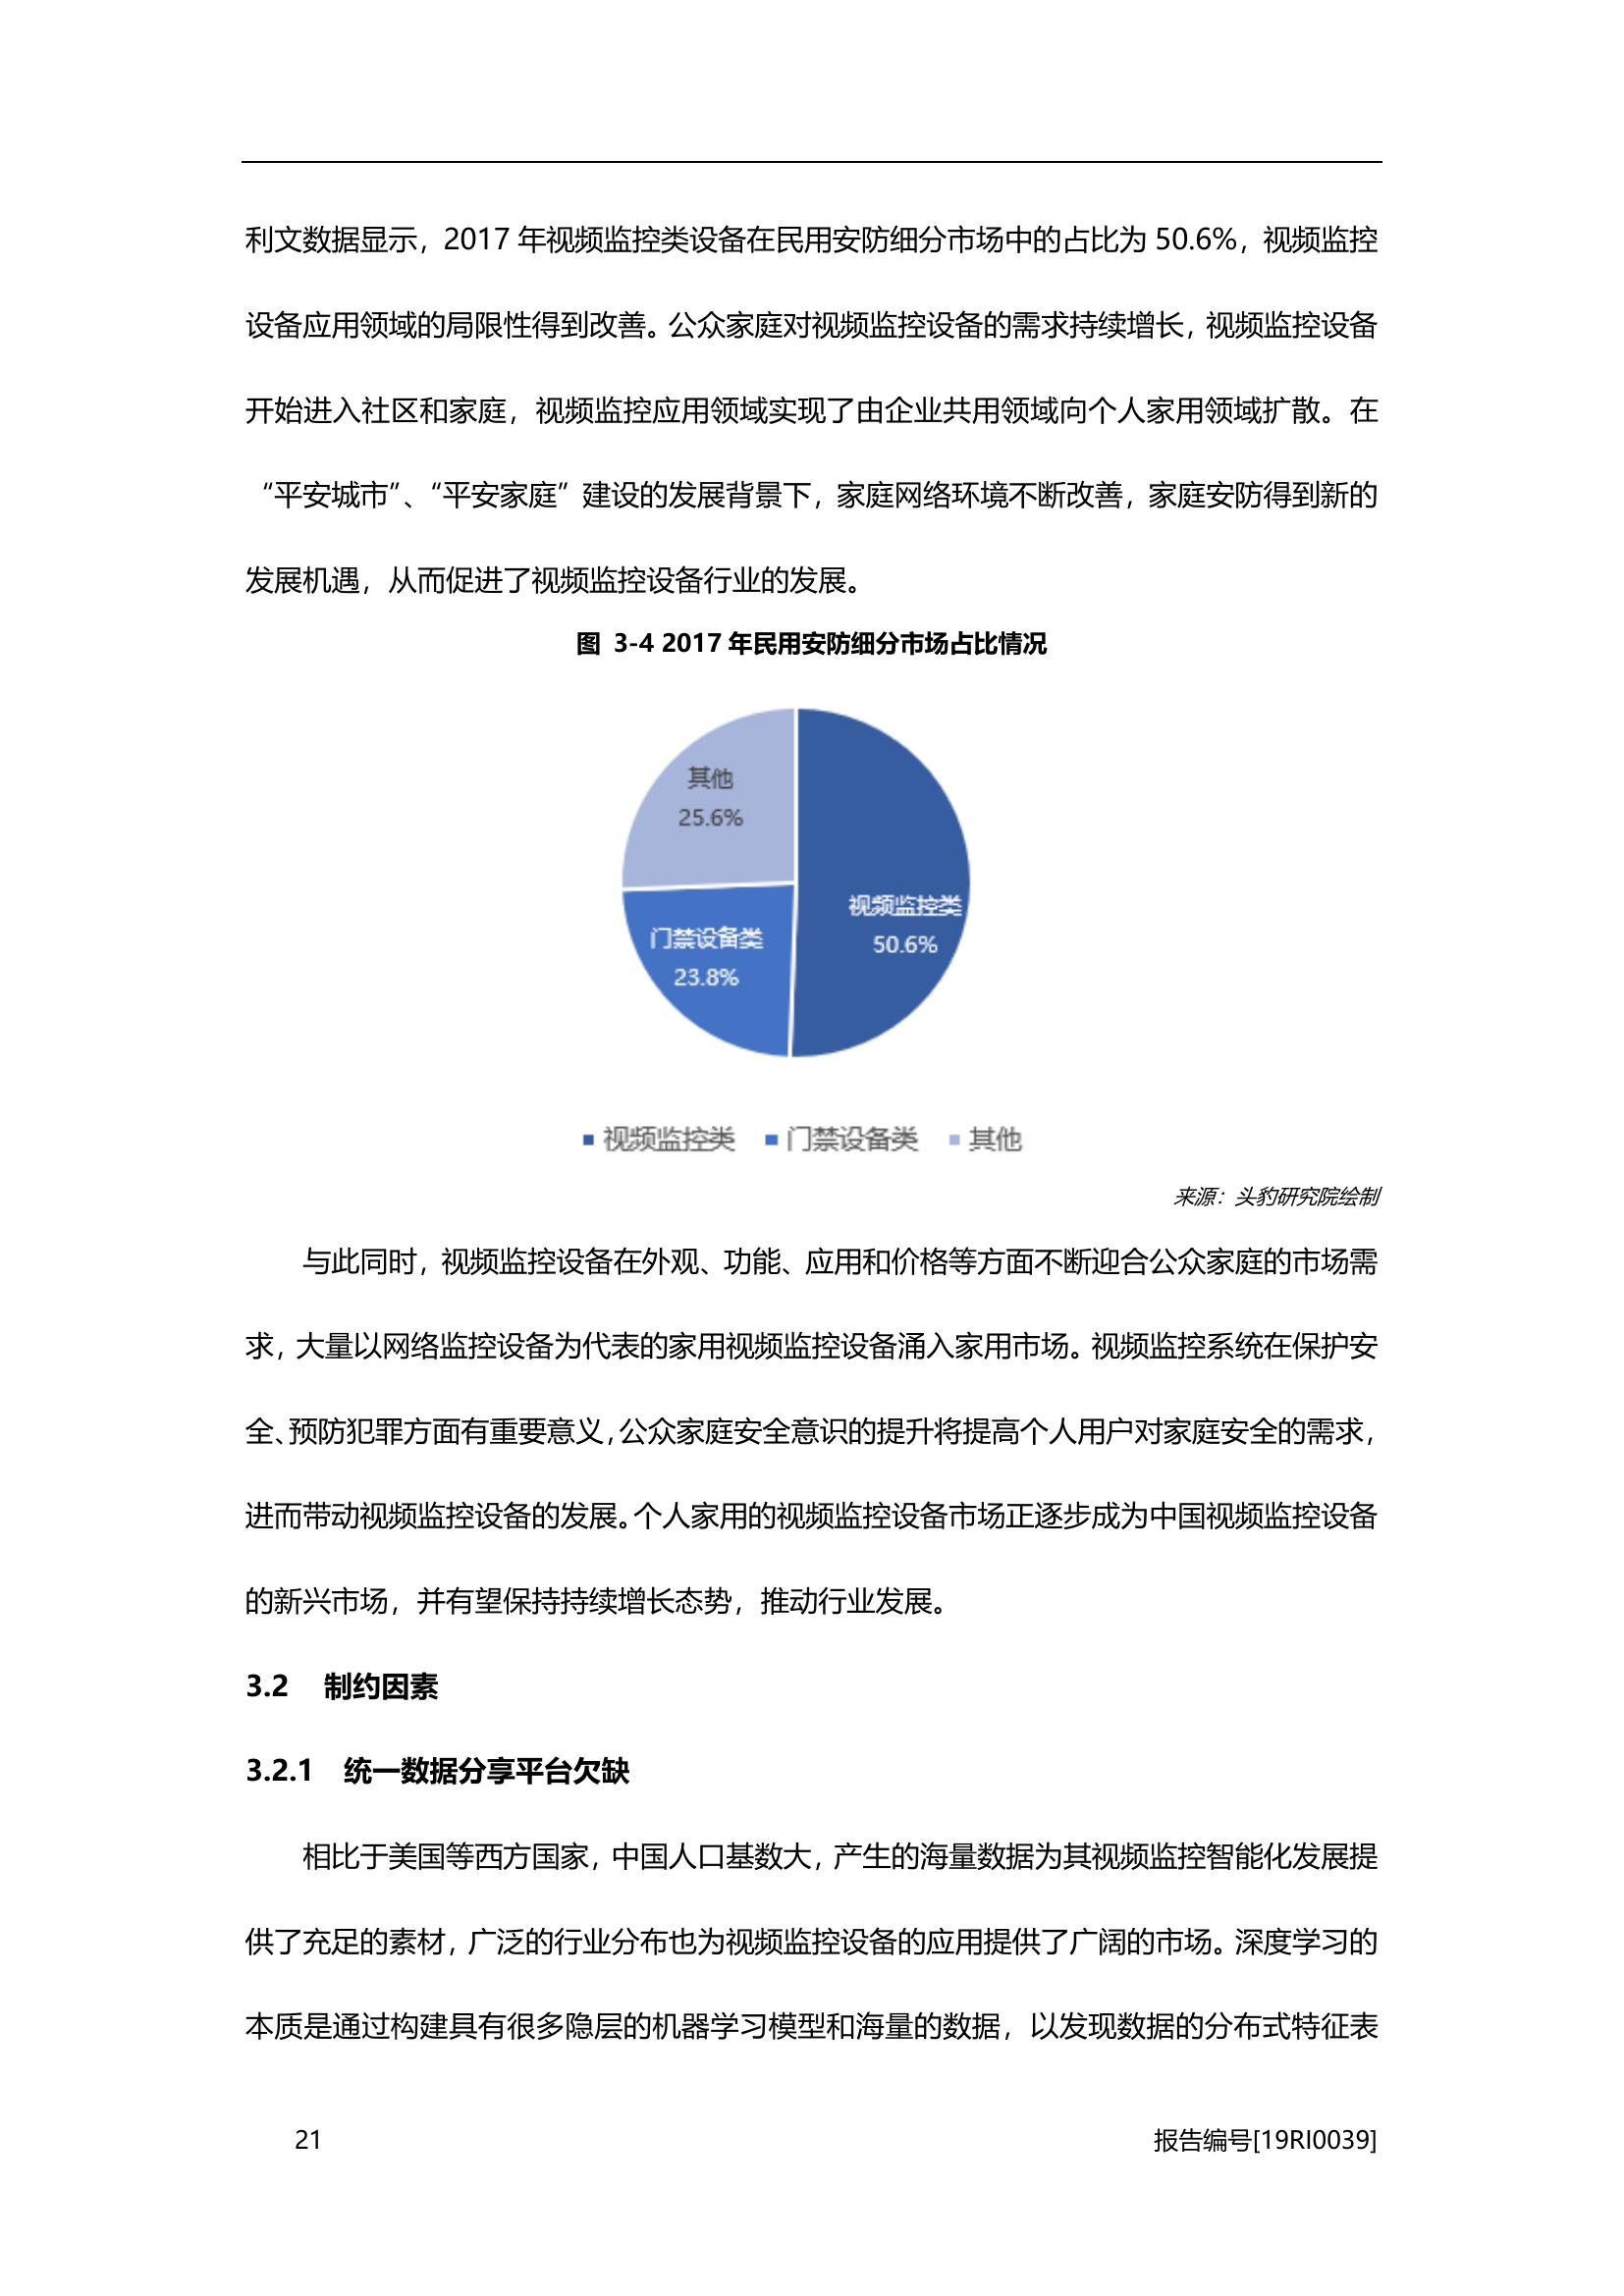 利文数据显示，2017 年视频监控类设备在民用安防细分市场中的占比为 50.6%，视频监控
设备应用领域的局限性得到改善。公众家庭对视频监控设备的需求持续增长，视频监控设备
开始进入社区和家庭，视频监控应用领域实现了由企业共用领域向个人家用领域扩散。在
“平安城市”、“平安家庭”建设的发展背景下，家庭网络环境不断改善，家庭安防得到新的
发展机遇，从而促进了视频监控设备行业的发展。
图 3-4 2017 年民用安防细分市场占比情况
其他
25.6%
视频监控类
50.6%
门禁设备类
23.8%
视频监控类 门禁设备类 其他
来源：头豹研究院绘制
与此同时，视频监控设备在外观、功能、应用和价格等方面不断迎合公众家庭的市场需
求，大量以网络监控设备为代表的家用视频监控设备涌入家用市场。视频监控系统在保护安
全、预防犯罪方面有重要意义，公众家庭安全意识的提升将提高个人用户对家庭安全的需求，
进而带动视频监控设备的发展。个人家用的视频监控设备市场正逐步成为中国视频监控设备
的新兴市场，并有望保持持续增长态势，推动行业发展。
3.2 制约因素
3.2.1 统一数据分享平台欠缺
相比于美国等西方国家，中国人口基数大，产生的海量数据为其视频监控智能化发展提
供了充足的素材，广泛的行业分布也为视频监控设备的应用提供了广阔的市场。深度学习的
本质是通过构建具有很多隐层的机器学习模型和海量的数据，以发现数据的分布式特征表
21 报告编号[19RI0039]